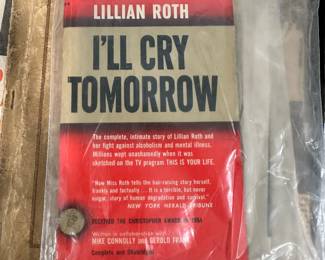 LILLIAN ROTH
I'LL CRY
TOMORROW
The complete, intimate story of Lillian Roth and
her fight against alcoholism and mental illness.
Millions wept unashamedly when it was
sketched on the TV program THIS IS YOUR LIFE.
"Now Miss Roth tells the hair-raising story herself,
frankly and factually ... It is a terrible, but never
vulgar, story of human degradation and survival."
NEW YORK HERALD TRIBUNE
RECEIVED THE CHRISTOPHER AWARD IN 1954
Written in collaboration with
MIKE CONNOLLY and GEROLD FRANK
Complete and Unabridged